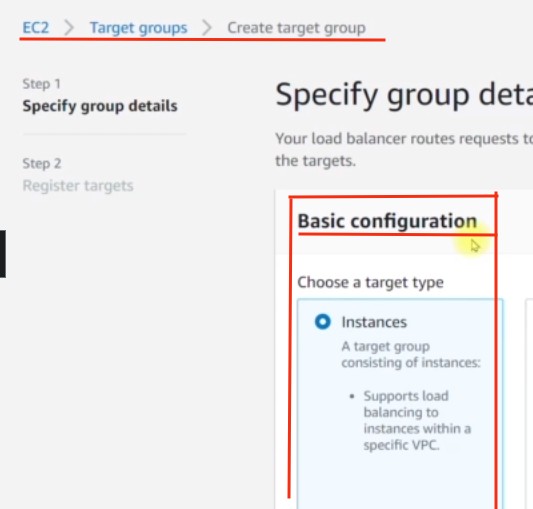 EC2 > Target groups > Create target group
Step 1
Specify group details
Step 2
Register targets
Specify group deta
Your load balancer routes requests to
the targets.
Basic configuration
Choose a target type
Instances
A target group
consisting of instances:
• Supports load
balancing to
instances within a
specific VPC.